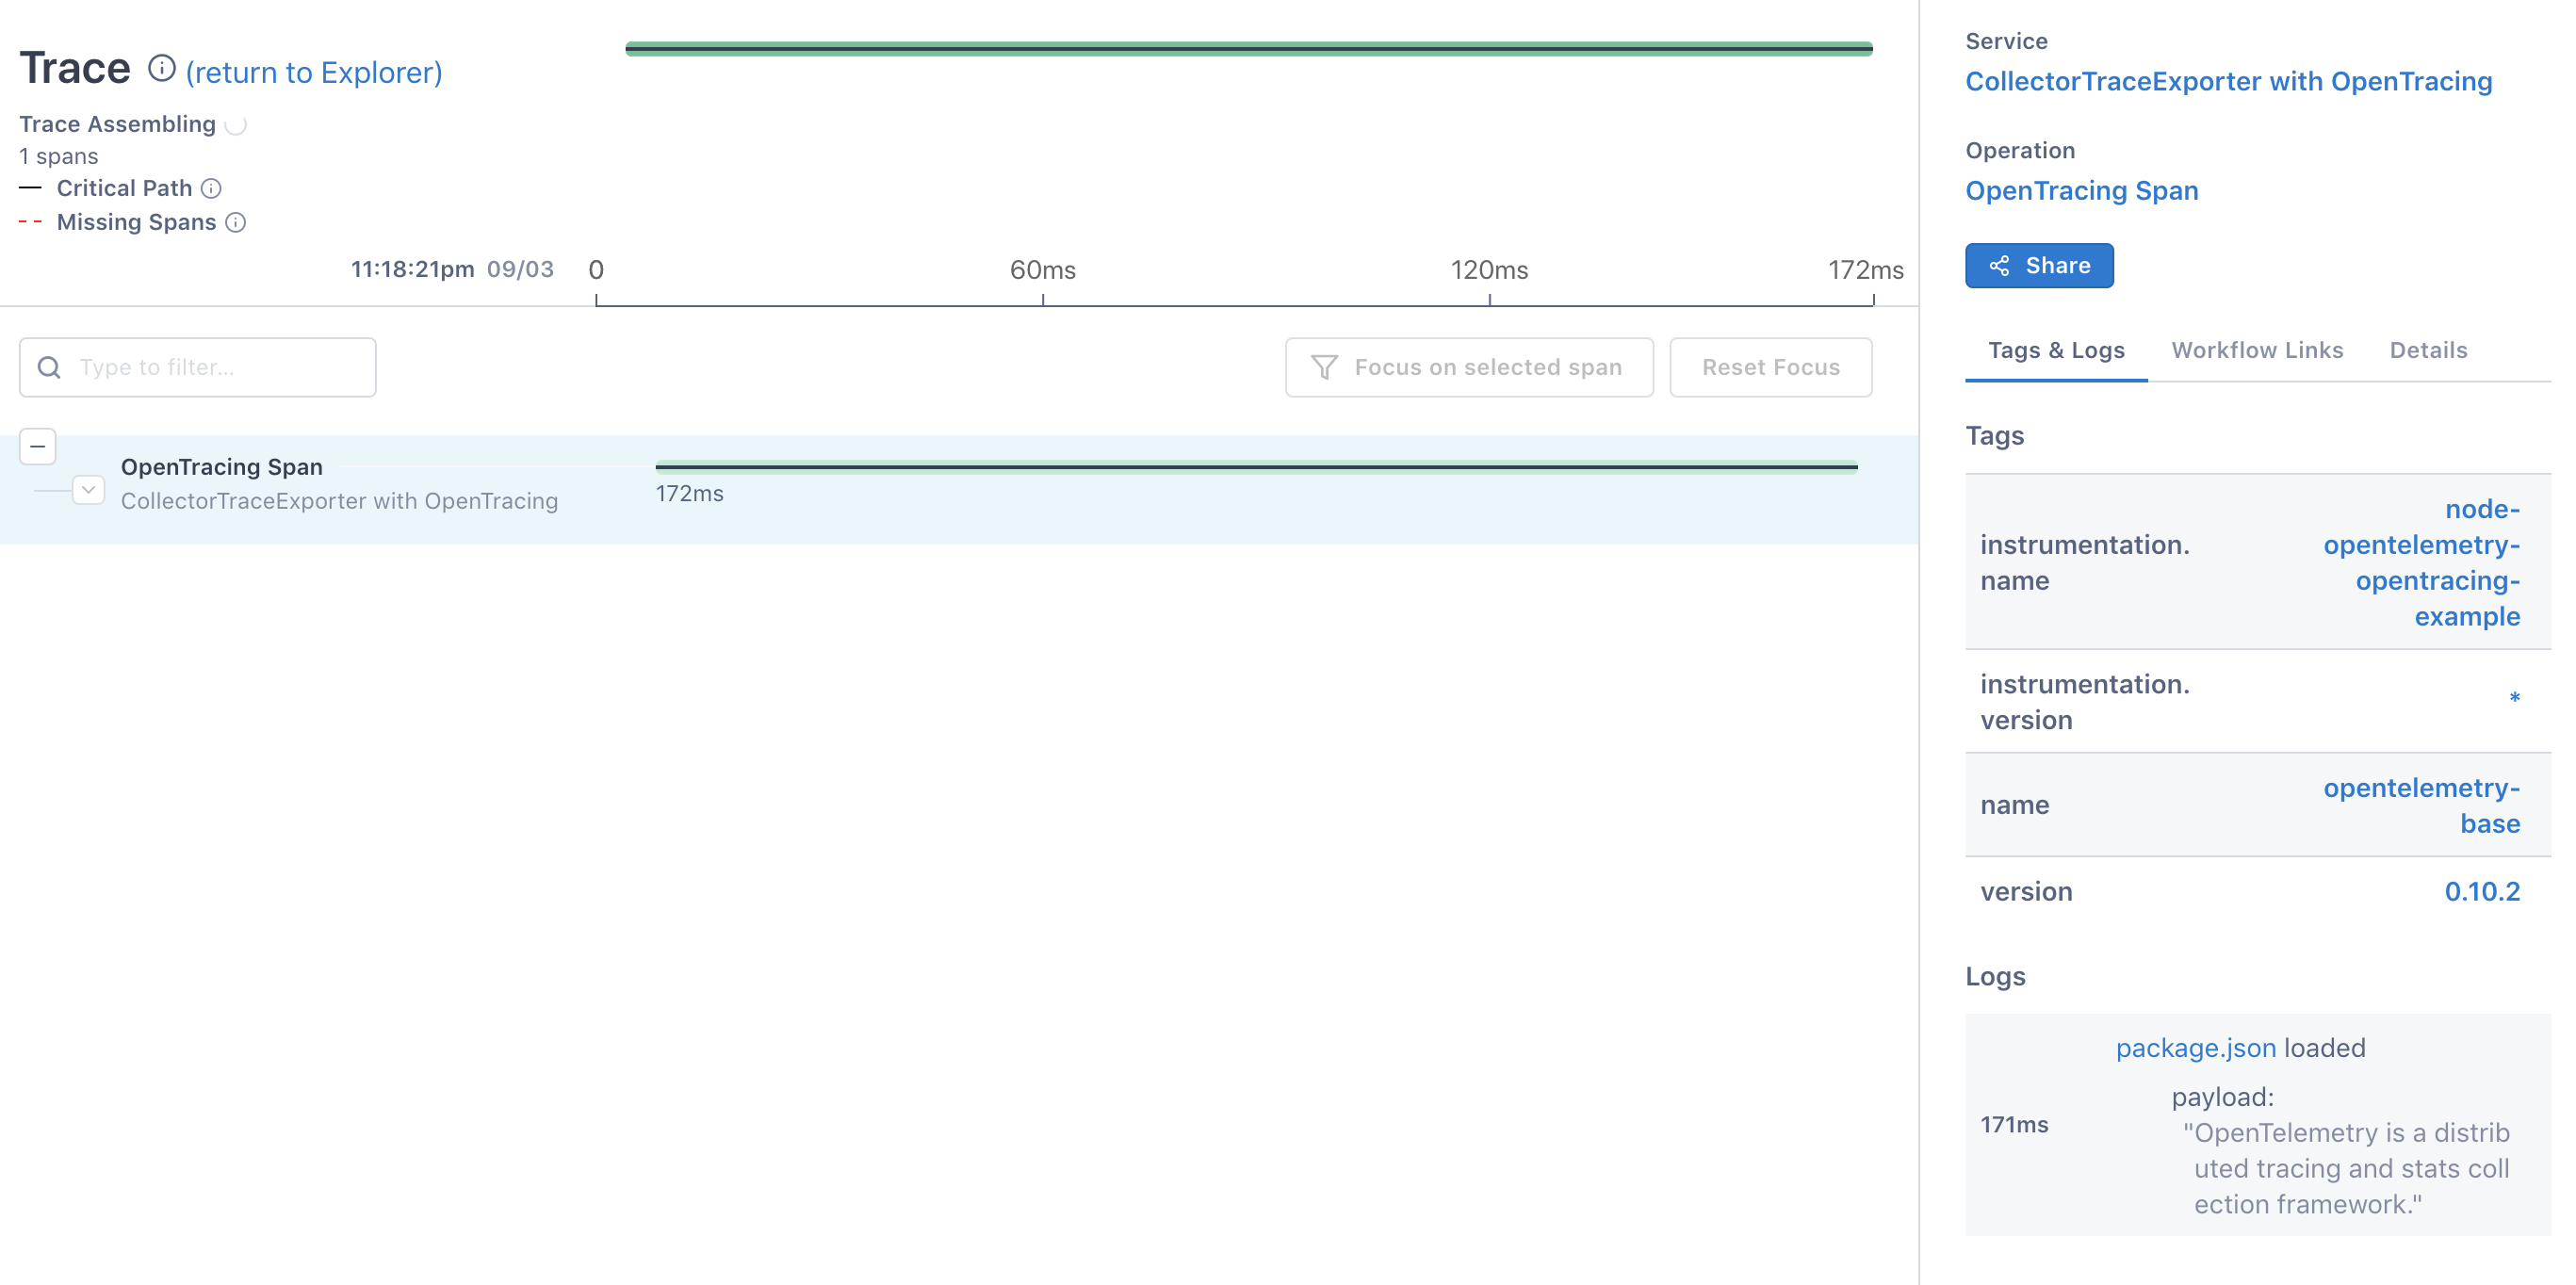 Trace (return to Explorer)
Trace Assembling
1 spans
Critical Path
Missing Spans
11:18:21pm 09/03 0 60ms 120ms 172ms
Type to filter...
Focus on selected span
Reset Focus
OpenTracing Span
CollectorTraceExporter with OpenTracing
172ms
Service
CollectorTraceExporter with OpenTracing
Operation
OpenTracing Span
Share
Tags & Logs Workflow Links Details
Tags
instrumentation.
name
node-
opentelemetry-
opentracing-
example
instrumentation.
version
*
name
opentelemetry-
base
version 0.10.2
Logs
171ms
package.json loaded
payload:
"OpenTelemetry is a distrib
uted tracing and stats coll
ection framework."